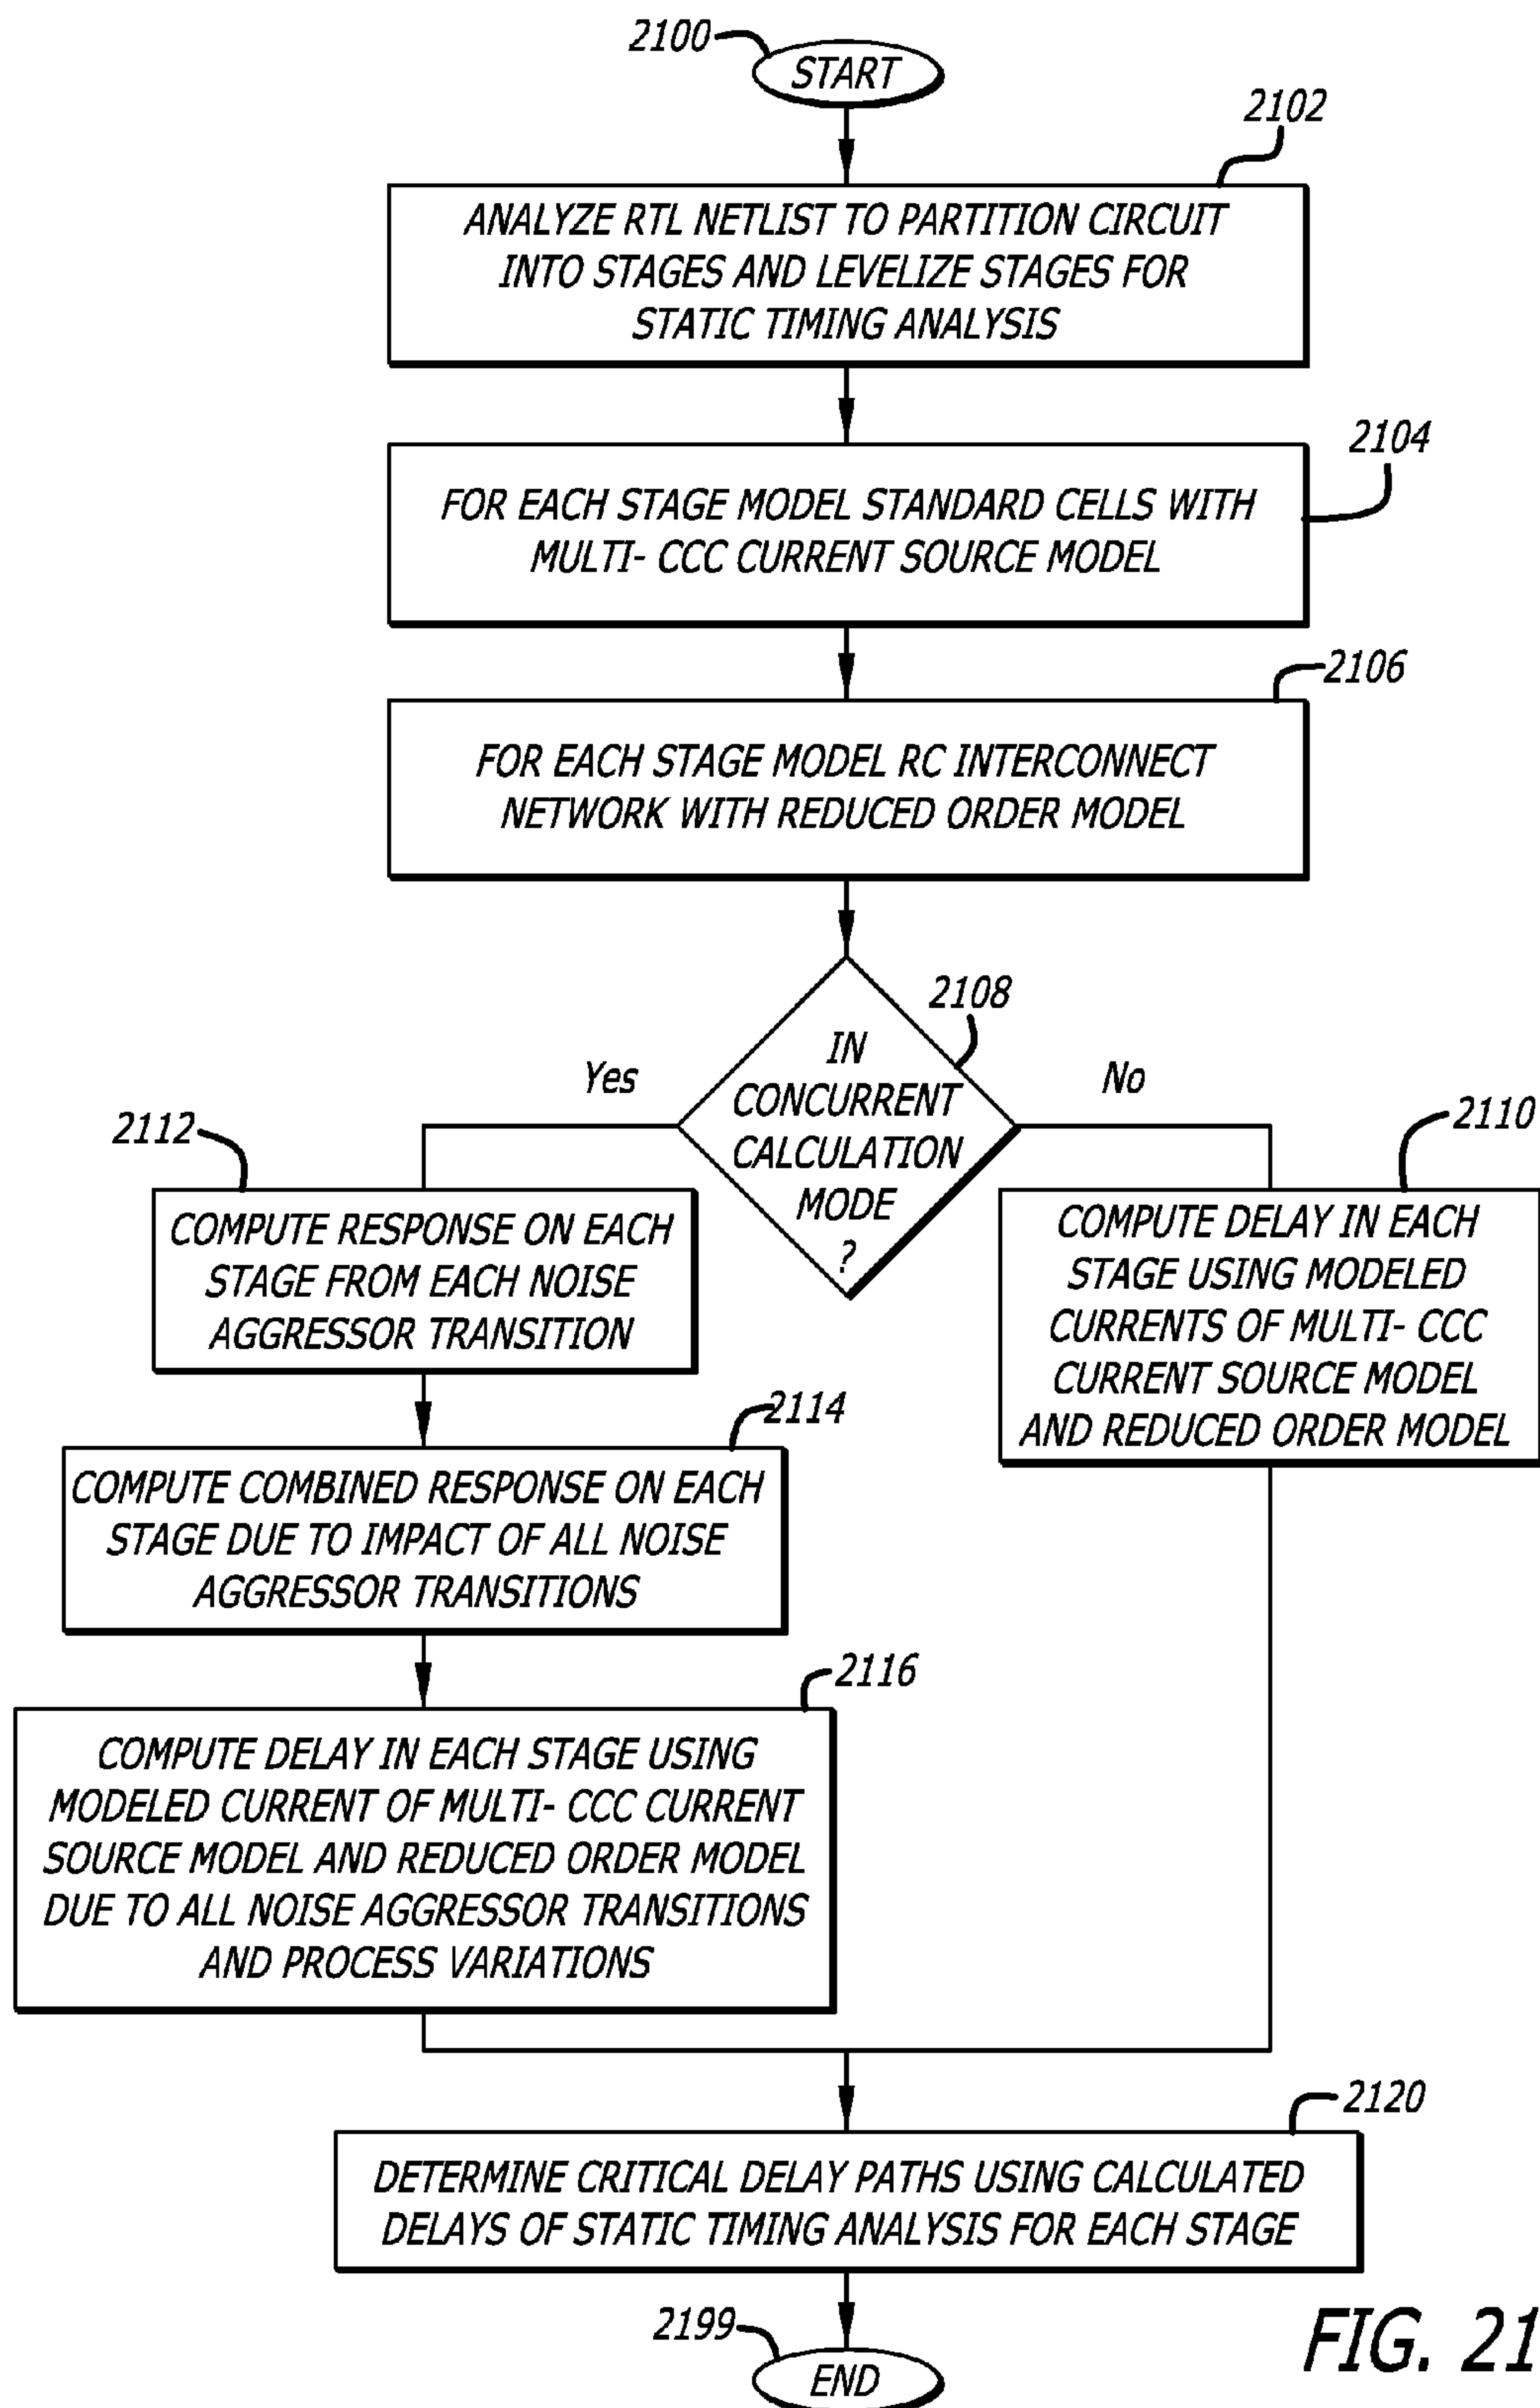 2100
START
2102
ANALYZE RTL NETLIST TO PARTITION CIRCUIT
INTO STAGES AND LEVELIZE STAGES FOR
STATIC TIMING ANALYSIS
2104
FOR EACH STAGE MODEL STANDARD CELLS WITH
MULTI- CCC CURRENT SOURCE MODEL
2106
FOR EACH STAGE MODEL RC INTERCONNECT
NETWORK WITH REDUCED ORDER MODEL
2108
IN
CONCURRENT
CALCULATION
MODE
?
Yes
No
2112
COMPUTE RESPONSE ON EACH
STAGE FROM EACH NOISE
AGGRESSOR TRANSITION
2110
COMPUTE DELAY IN EACH
STAGE USING MODELED
CURRENTS OF MULTI- CCC
CURRENT SOURCE MODEL
AND REDUCED ORDER MODEL
2114
COMPUTE COMBINED RESPONSE ON EACH
STAGE DUE TO IMPACT OF ALL NOISE
AGGRESSOR TRANSITIONS
2116
COMPUTE DELAY IN EACH STAGE USING
MODELED CURRENT OF MULTI- CCC CURRENT
SOURCE MODEL AND REDUCED ORDER MODEL
DUE TO ALL NOISE AGGRESSOR TRANSITIONS
AND PROCESS VARIATIONS
2120
DETERMINE CRITICAL DELAY PATHS USING CALCULATED
DELAYS OF STATIC TIMING ANALYSIS FOR EACH STAGE
2199
END
FIG. 21